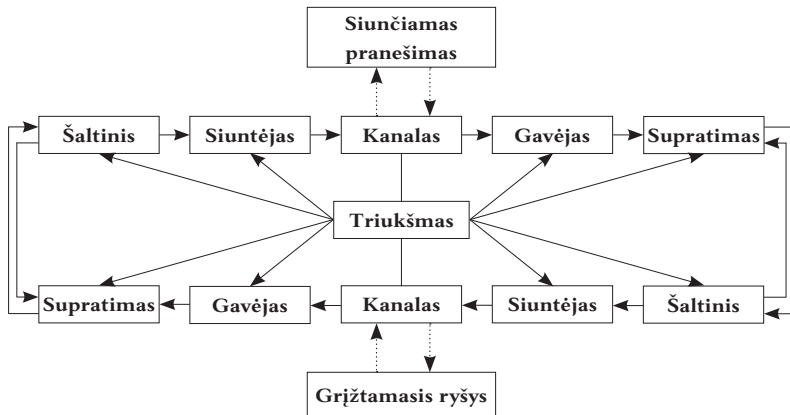 Siunčiamas
pranešimas
Šaltinis
Siuntėjas
Kanalas
Gavėjas
Supratimas
Triukšmas
Supratimas
Gavėjas
Kanalas
Siuntėjas
Šaltinis
Grįžtamasis ryšys